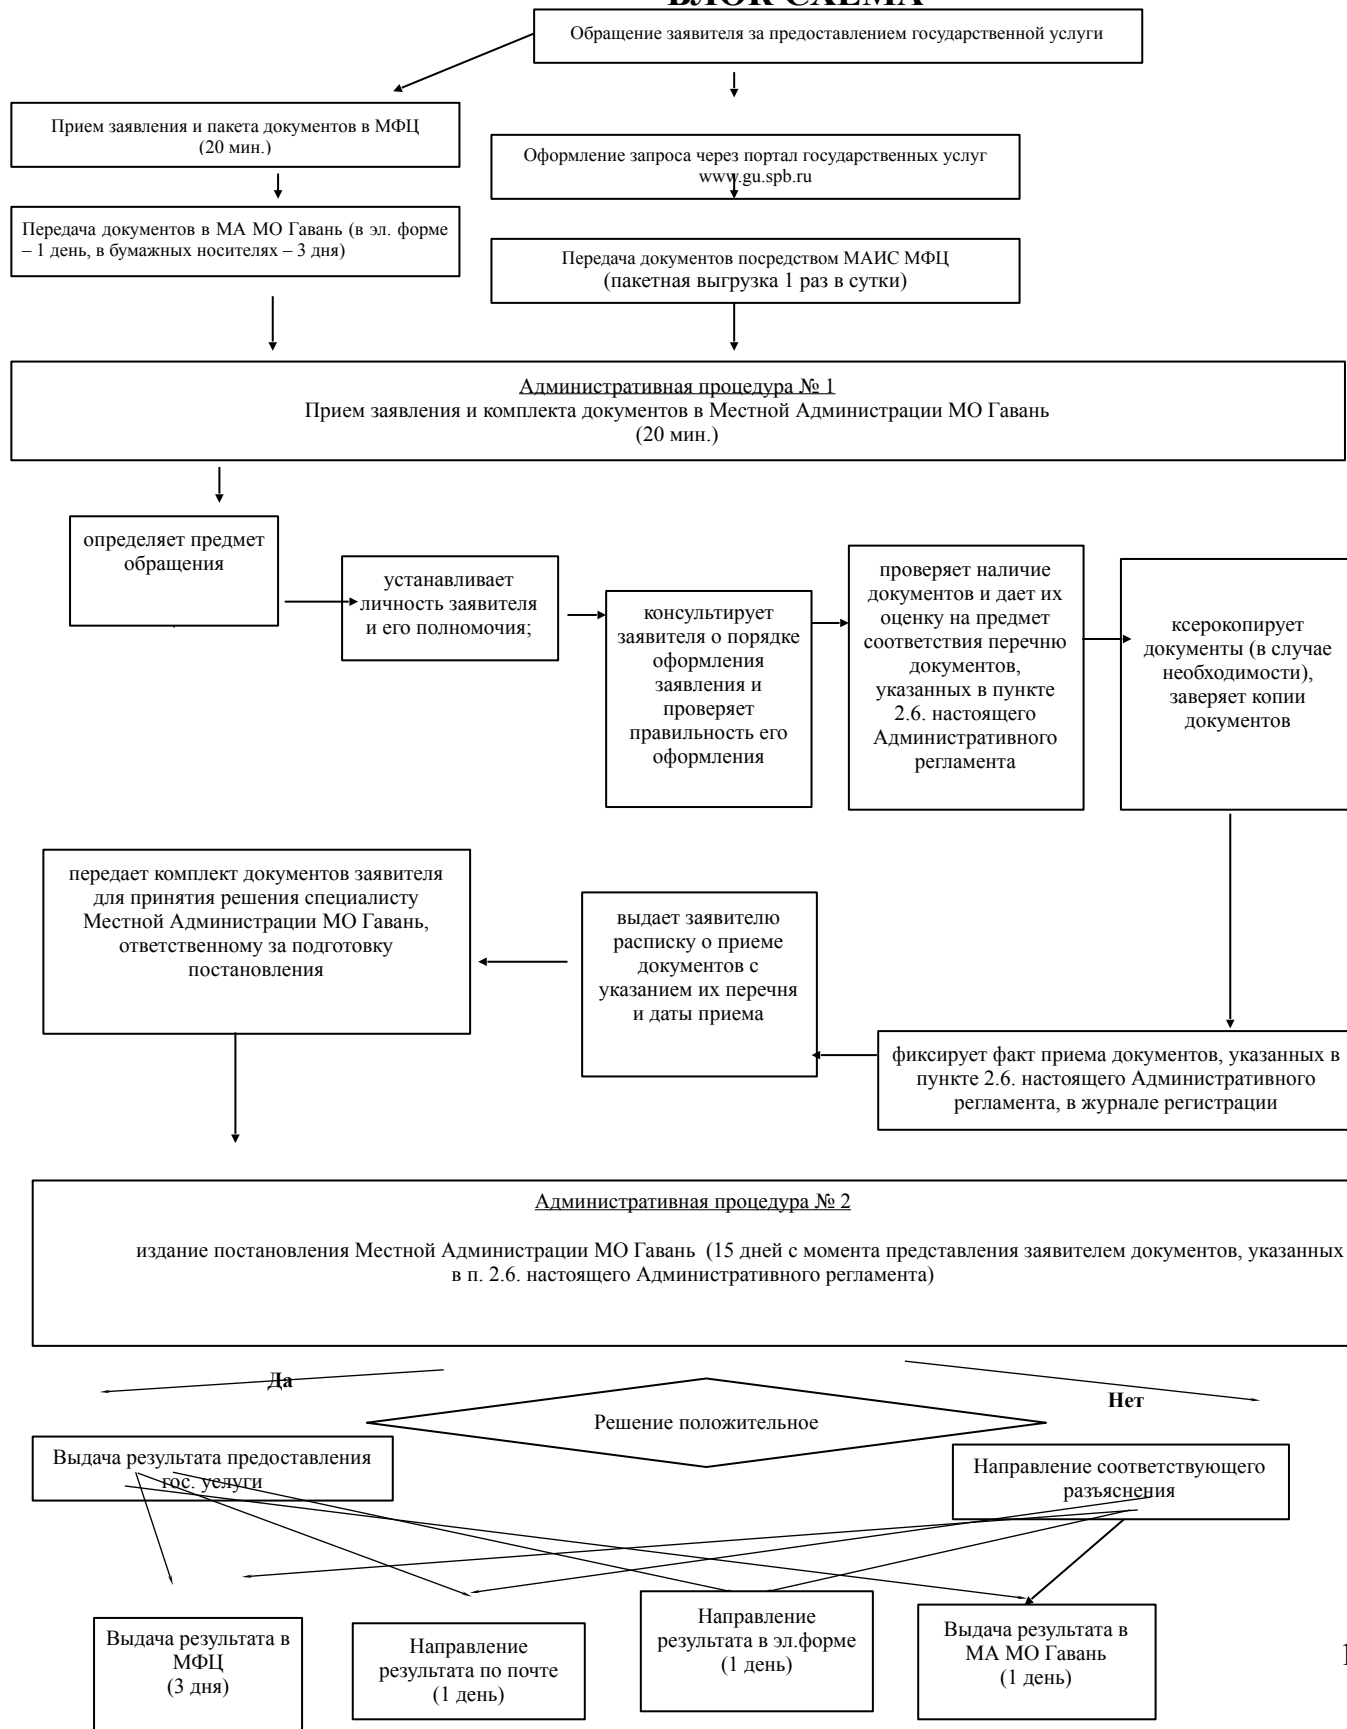 БЛОК-СХЕМА
Обращение заявителя за предоставлением государственной услуги
Прием заявления и пакета документов в МФЦ
(20 мин.)
Оформление запроса через портал государственных услуг
www.gu.spb.ru
Передача документов в МА МО Гавань (в эл. форме
– 1 день, в бумажных носителях – 3 дня)
Передача документов посредством МАИС МФЦ
(пакетная выгрузка 1 раз в сутки)
Административная процедура № 1
Прием заявления и комплекта документов в Местной Администрации МО Гавань
(20 мин.)
определяет предмет
обращения
устанавливает
личность заявителя
и его полномочия;
консультирует
заявителя о порядке
оформления
заявления и
проверяет
правильность его
оформления
проверяет наличие
документов и дает их
оценку на предмет
соответствия перечню
документов,
указанных в пункте
2.6. настоящего
Административного
регламента
ксерокопирует
документы (в случае
необходимости),
заверяет копии
документов
передает комплект документов заявителя
для принятия решения специалисту
Местной Администрации МО Гавань,
ответственному за подготовку
постановления
выдает заявителю
расписку о приеме
документов с
указанием их перечня
и даты приема
фиксирует факт приема документов, указанных в
пункте 2.6. настоящего Административного
регламента, в журнале регистрации
Административная процедура № 2
издание постановления Местной Администрации МО Гавань (15 дней с момента представления заявителем документов, указанных
в п. 2.6. настоящего Административного регламента)
Да
Нет
Решение положительное
Выдача результата предоставления
гос. услуги
Направление соответствующего
разъяснения
Выдача результата в
МФЦ
(3 дня)
Направление
результата по почте
(1 день)
Направление
результата в эл.форме
(1 день)
Выдача результата в
МА МО Гавань
(1 день)
1